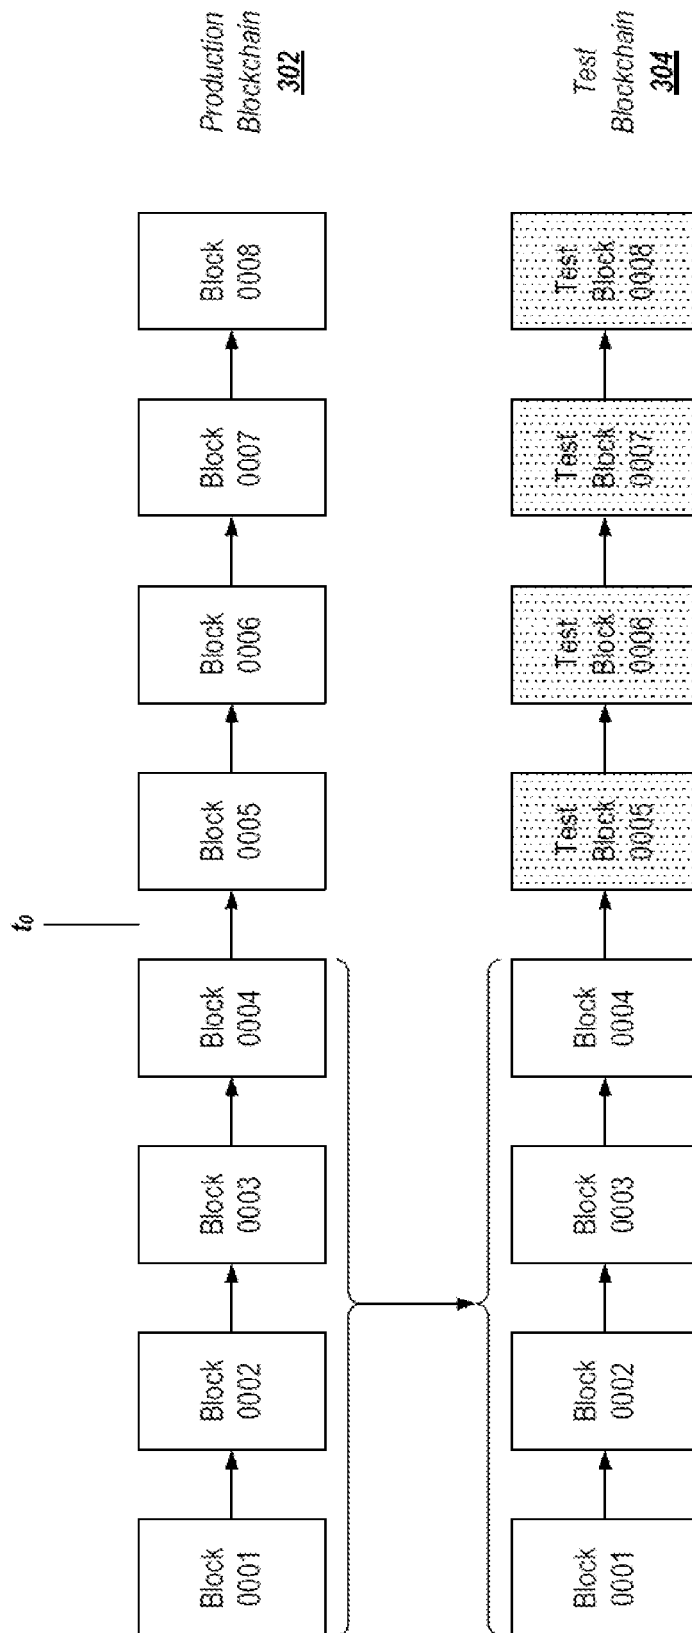 t₀
Block
0001
Block
0002
Block
0003
Block
0004
Block
0005
Block
0006
Block
0007
Block
0008
Production
Blockchain
302
Block
0001
Block
0002
Block
0003
Block
0004
Test
Block
0005
Test
Block
0006
Test
Block
0007
Test
Block
0008
Test
Blockchain
304